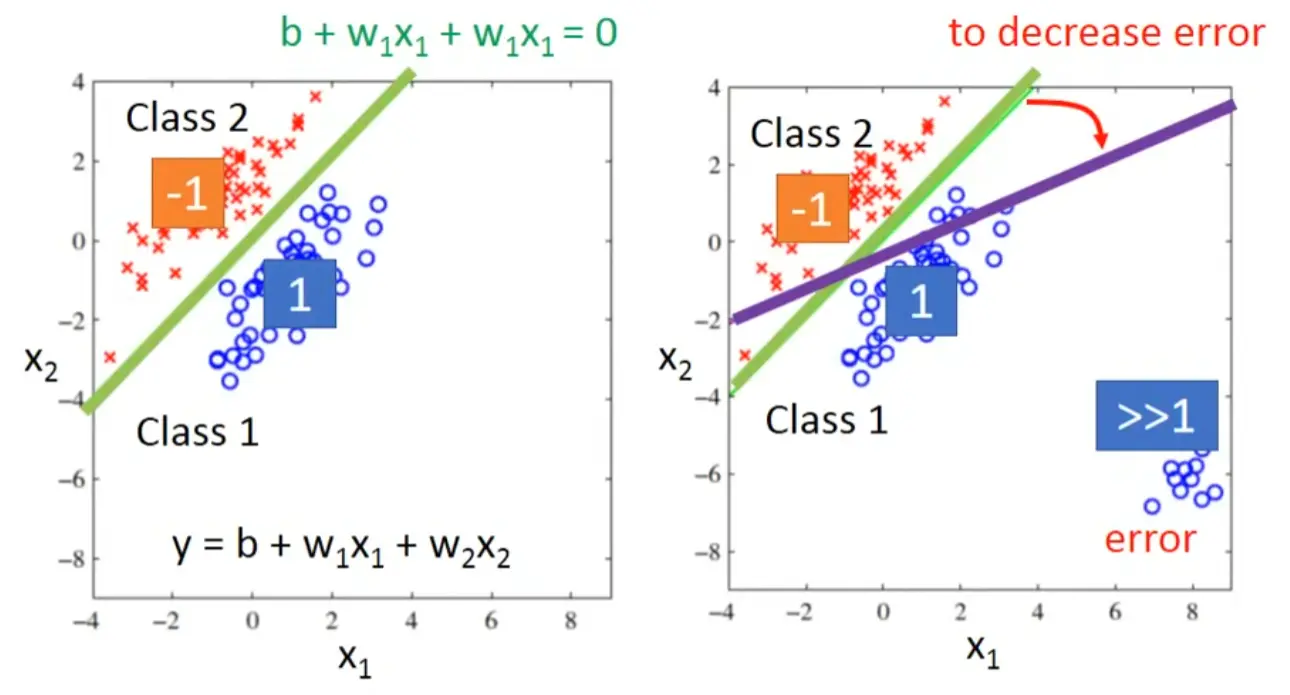 b + w₁x₁ + w₁x₁ = 0
to decrease error
4
2
0
−2
−4
−6
−8
Class 2
-1
1
Class 1
y = b + w₁x₁ + w₂x₂
x₂
−4
−2
0
2
4
6
8
x₁
4
2
0
−2
−4
−6
−8
Class 2
-1
1
>>1
Class 1
error
x₂
−4
−2
0
2
4
6
8
x₁